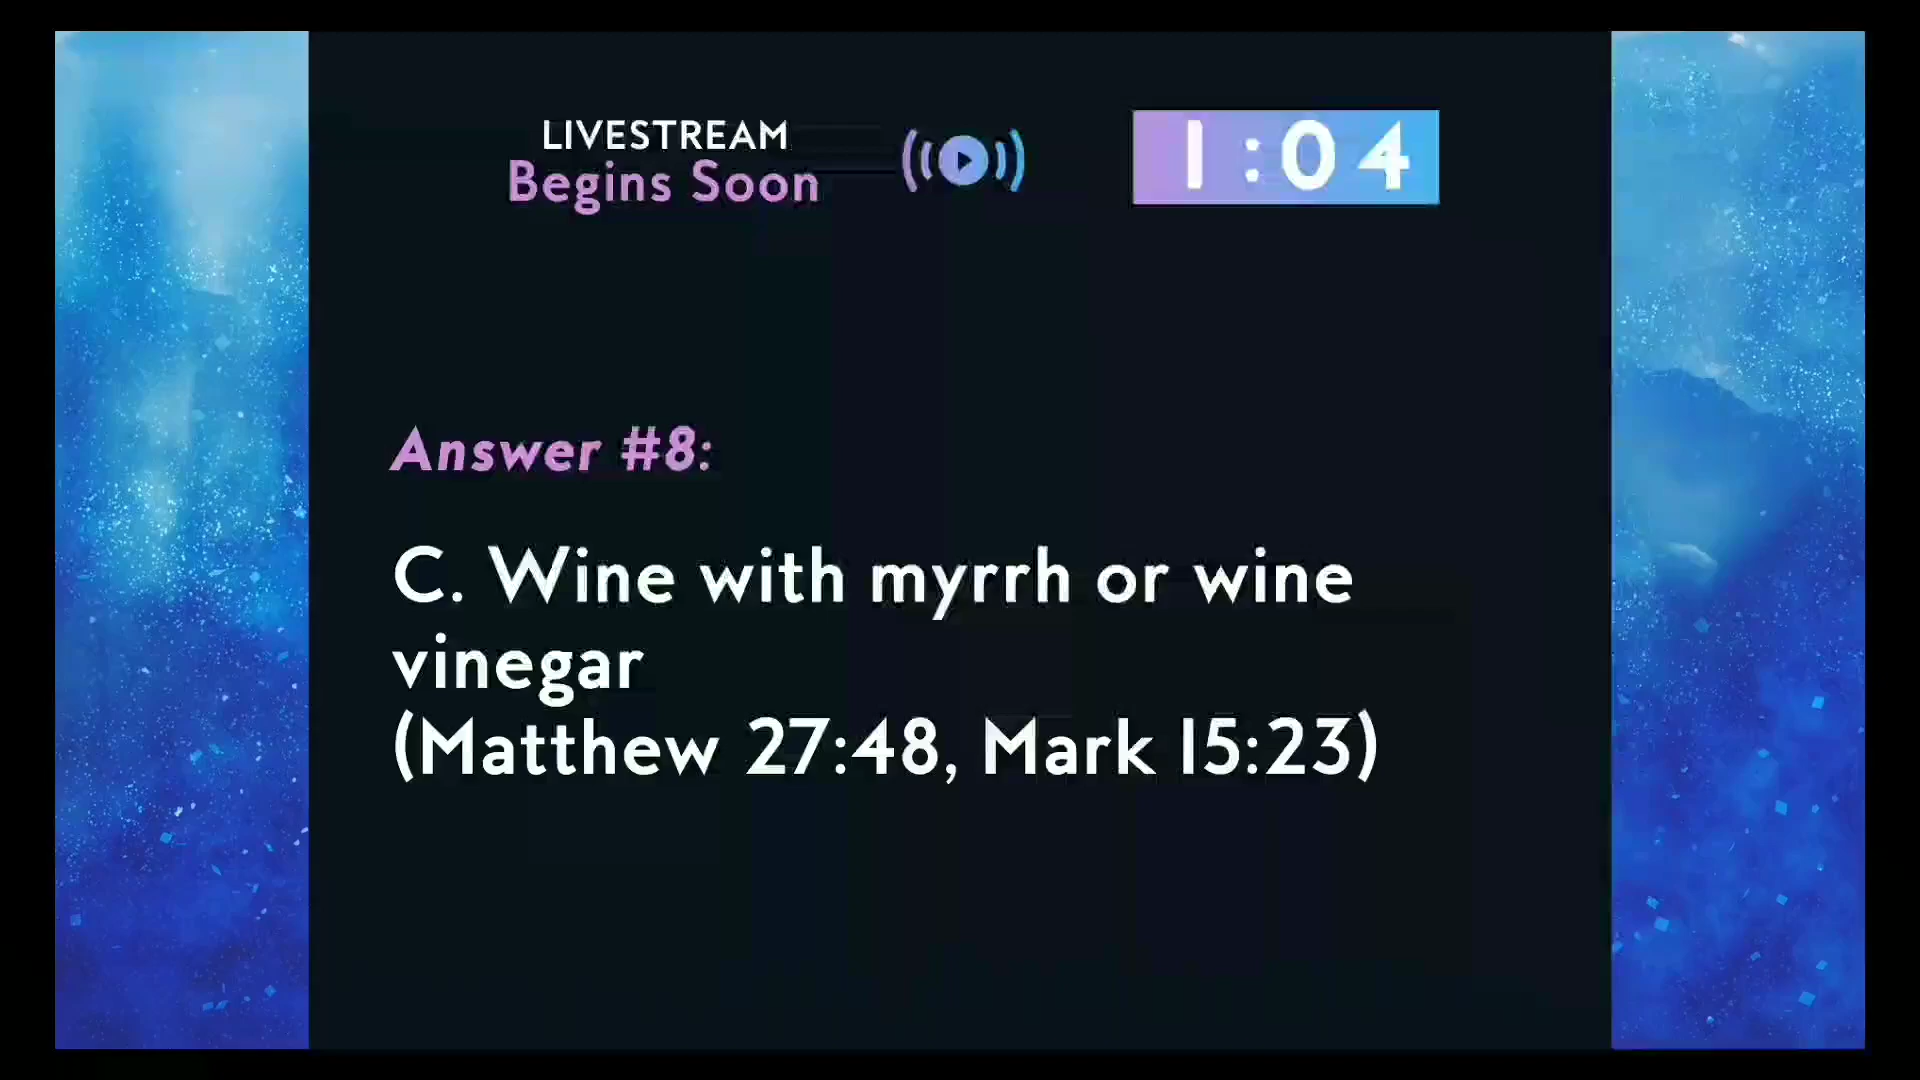 LIVESTREAM
Begins Soon
1:04
Answer #8:
C. Wine with myrrh or wine
vinegar
(Matthew 27:48, Mark 15:23)